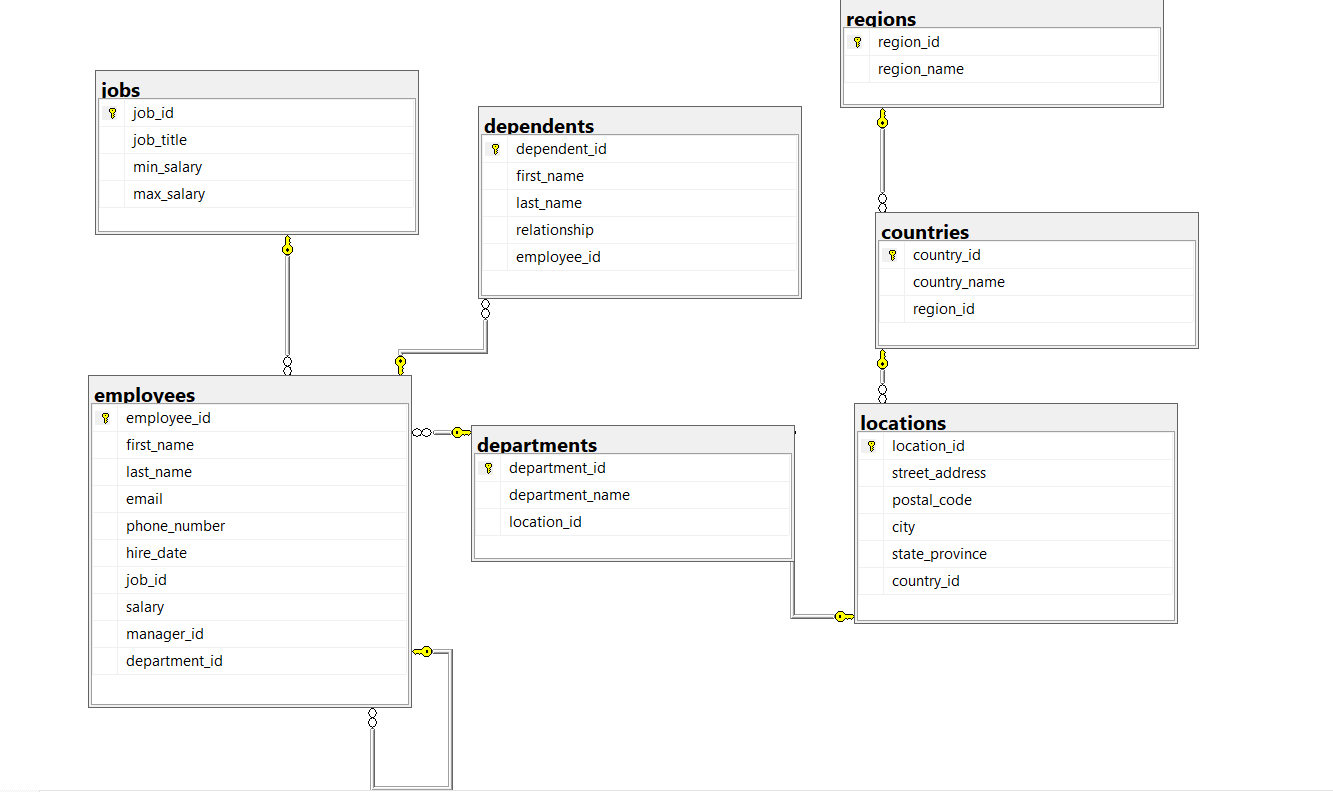 regions
region_id
region_name
jobs
job_id
job_title
min_salary
max_salary
dependents
dependent_id
first_name
last_name
relationship
employee_id
countries
country_id
country_name
region_id
employees
employee_id
first_name
last_name
email
phone_number
hire_date
job_id
salary
manager_id
department_id
departments
department_id
department_name
location_id
locations
location_id
street_address
postal_code
city
state_province
country_id